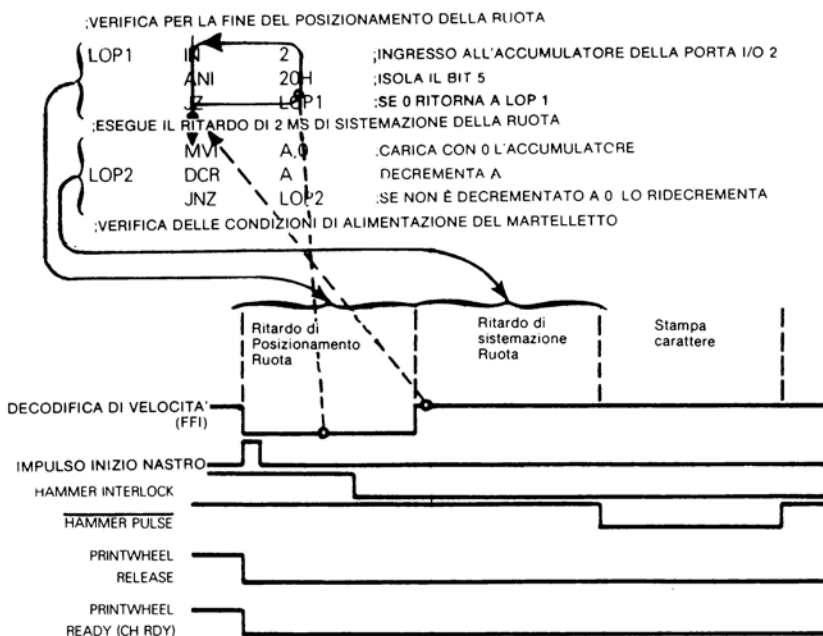 ;VERIFICA PER LA FINE DEL POSIZIONAMENTO DELLA RUOTA
LOP1 IN 2 ;INGRESSO ALL'ACCUMULATORE DELLA PORTA I/O 2
ANI 20H ;ISOLA IL BIT 5
JZ LOP1 ;SE 0 RITORNA A LOP 1
;ESEGUE IL RITARDO DI 2 MS DI SISTEMAZIONE DELLA RUOTA
MVI A,0 ;CARICA CON 0 L'ACCUMULATORE
LOP2 DCR A DECREMENTA A
JNZ LOP2 ;SE NON È DECREMENTATO A 0 LO RIDECREMENTA
;VERIFICA DELLE CONDIZIONI DI ALIMENTAZIONE DEL MARTELLETTO
Ritardo di
Posizionamento
Ruota
Ritardo di
sistemazione
Ruota
Stampa
carattere
DECODIFICA DI VELOCITA'
(FFI)
IMPULSO INIZIO NASTRO
HAMMER INTERLOCK
HAMMER PULSE
PRINTWHEEL
RELEASE
PRINTWHEEL
READY (CH RDY)